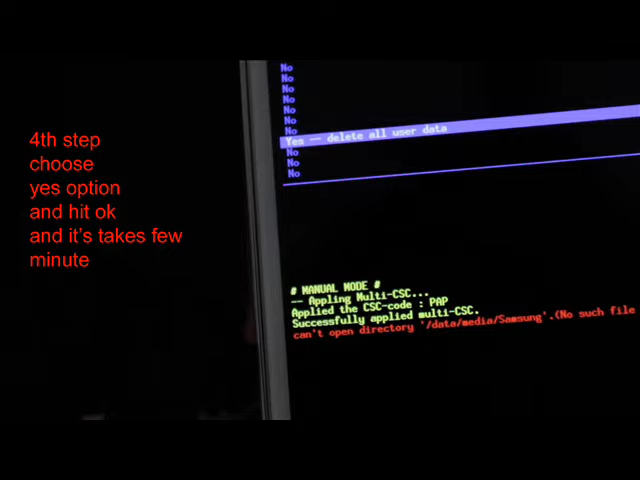 No
No
No
No
No
No
No
Yes -- delete all user data
No
No
No
4th step
choose
yes option
and hit ok
and it's takes few
minute
# MANUAL MODE #
-- Appling Multi-CSC...
Applied the CSC-code : PAP
Successfully applied multi-CSC.
can't open directory '/data/media/Samsung'.(No such file